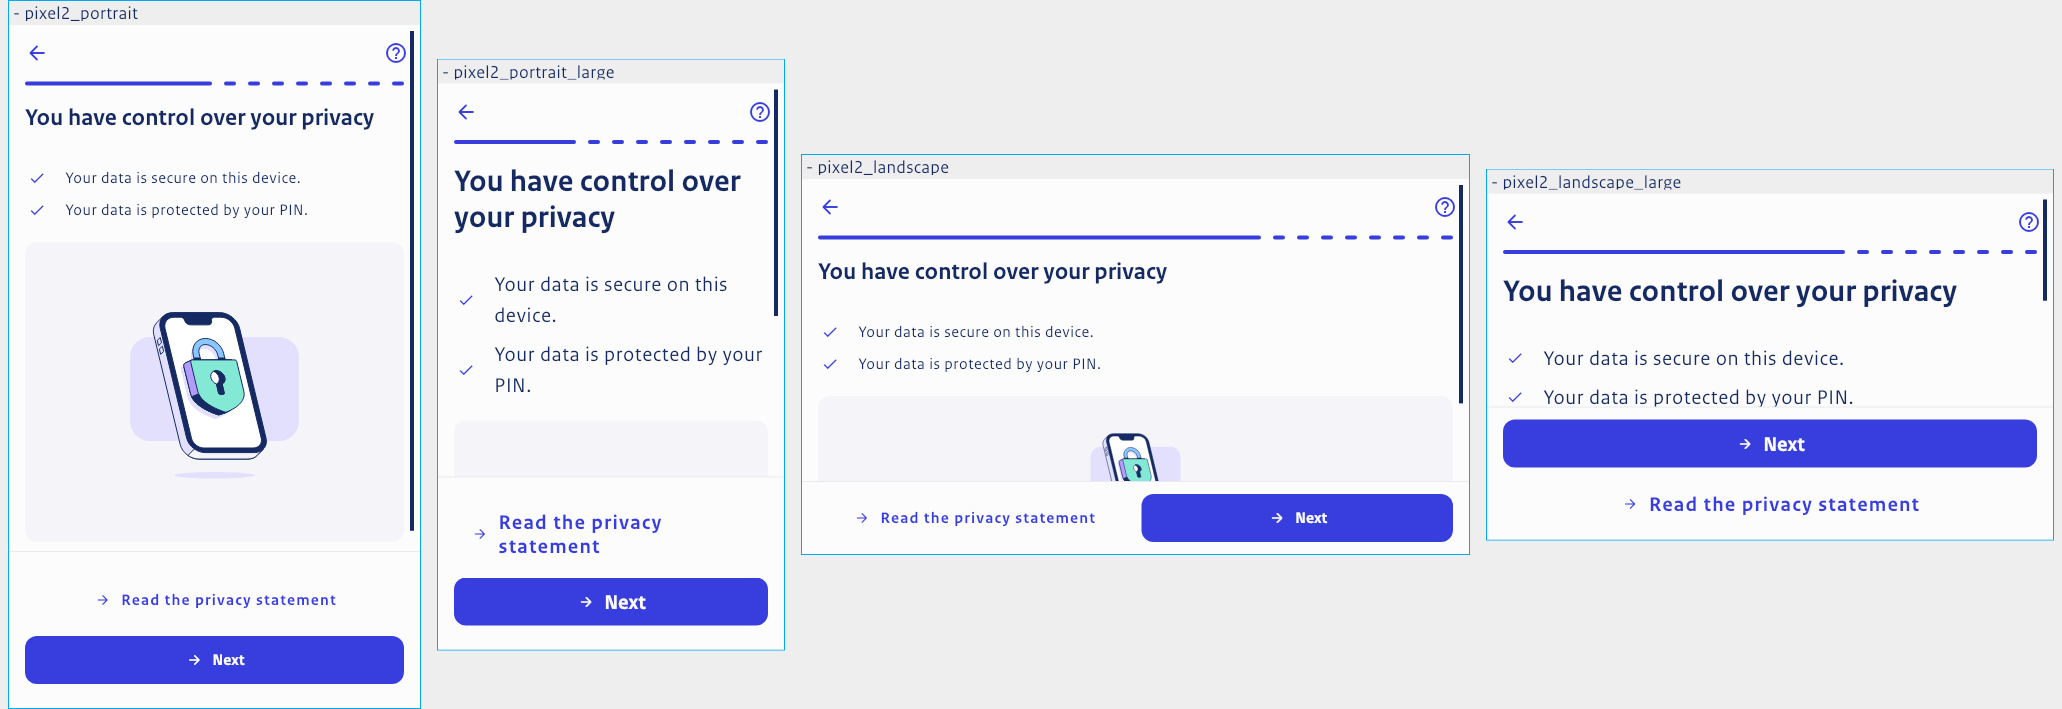 - pixel2_portrait
You have control over your privacy
Your data is secure on this device.
Your data is protected by your PIN.
Read the privacy statement
Next
- pixel2_portrait_large
You have control over
your privacy
Your data is secure on this
device.
Your data is protected by your
PIN.
Read the privacy
statement
Next
- pixel2_landscape
You have control over your privacy
Your data is secure on this device.
Your data is protected by your PIN.
Read the privacy statement
Next
- pixel2_landscape_large
You have control over your privacy
Your data is secure on this device.
Your data is protected by your PIN.
Next
Read the privacy statement